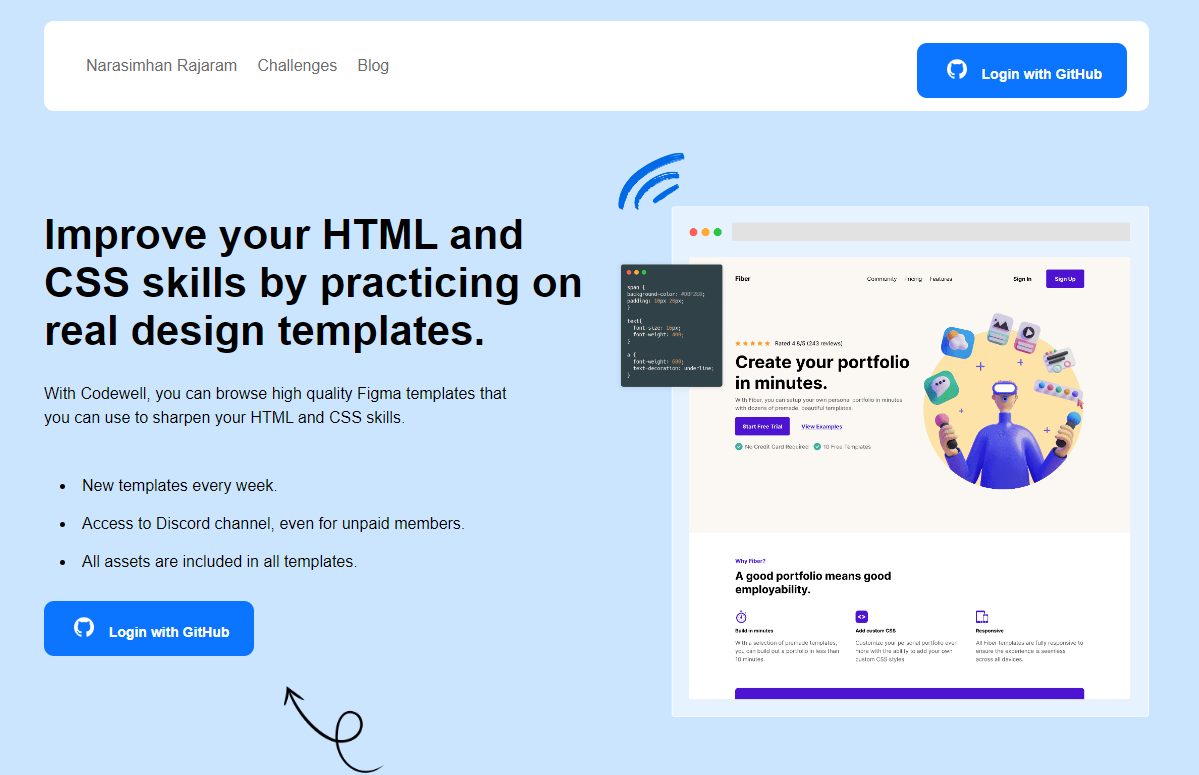 Narasimhan Rajaram Challenges Blog
Login with GitHub
Improve your HTML and
CSS skills by practicing on
real design templates.
With Codewell, you can browse high quality Figma templates that
you can use to sharpen your HTML and CSS skills.
New templates every week.
Access to Discord channel, even for unpaid members.
All assets are included in all templates.
Login with GitHub
span {
background-color: 
padding: 10px 20px;
}
text{
font-size: 16px;
font-weight: 400;
}
a {
font-weight: 600;
text-decoration: underline;
}
Fiber
Community Pricing Features
Sign In
Sign Up
Rated 4.8/5 (243 reviews)
Create your portfolio
in minutes.
With Fiber, you can setup your own personal portfolio in minutes
with dozens of premade, beautiful templates.
Start Free Trial
View Examples
No Credit Card Required
10 Free Templates
Why Fiber?
A good portfolio means good
employability.
Build in minutes
With a selection of premade templates,
you can build out a portfolio in less than
10 minutes.
Add custom CSS
Customize your personal portfolio even
more with the ability to add your own
custom CSS styles
Responsive
All Fiber templates are fully responsive to
ensure the experience is seamless
across all devices.